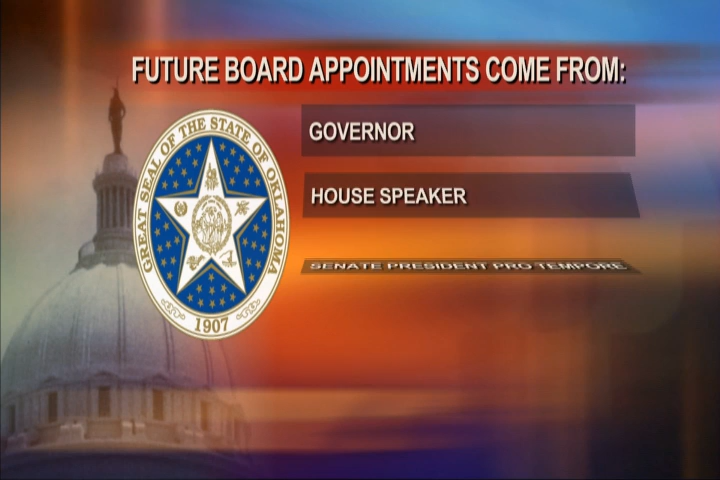 FUTURE BOARD APPOINTMENTS COME FROM:
GREAT SEAL OF THE STATE OF OKLAHOMA
1907
GOVERNOR
HOUSE SPEAKER
SENATE PRESIDENT PRO TEMPORE